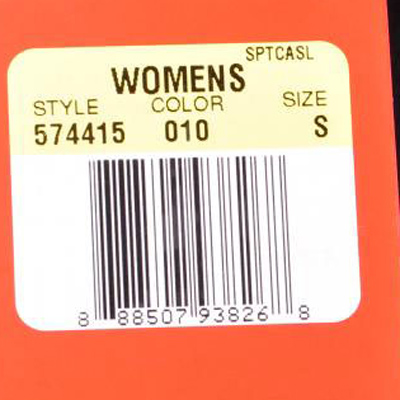 SPTCASL
WOMENS
STYLE COLOR SIZE
574415 010 S
8 88507 93826 8